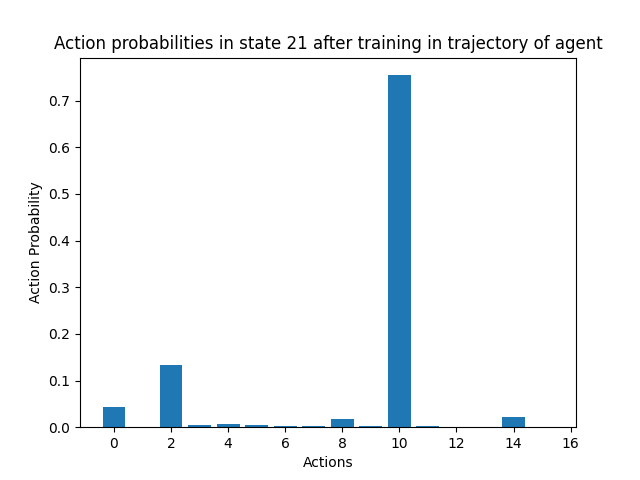 Action probabilities in state 21 after training in trajectory of agent
Action Probability
0.7
0.6
0.5
0.4
0.3
0.2
0.1
0.0
0 2 4 6 8 10 12 14 16
Actions